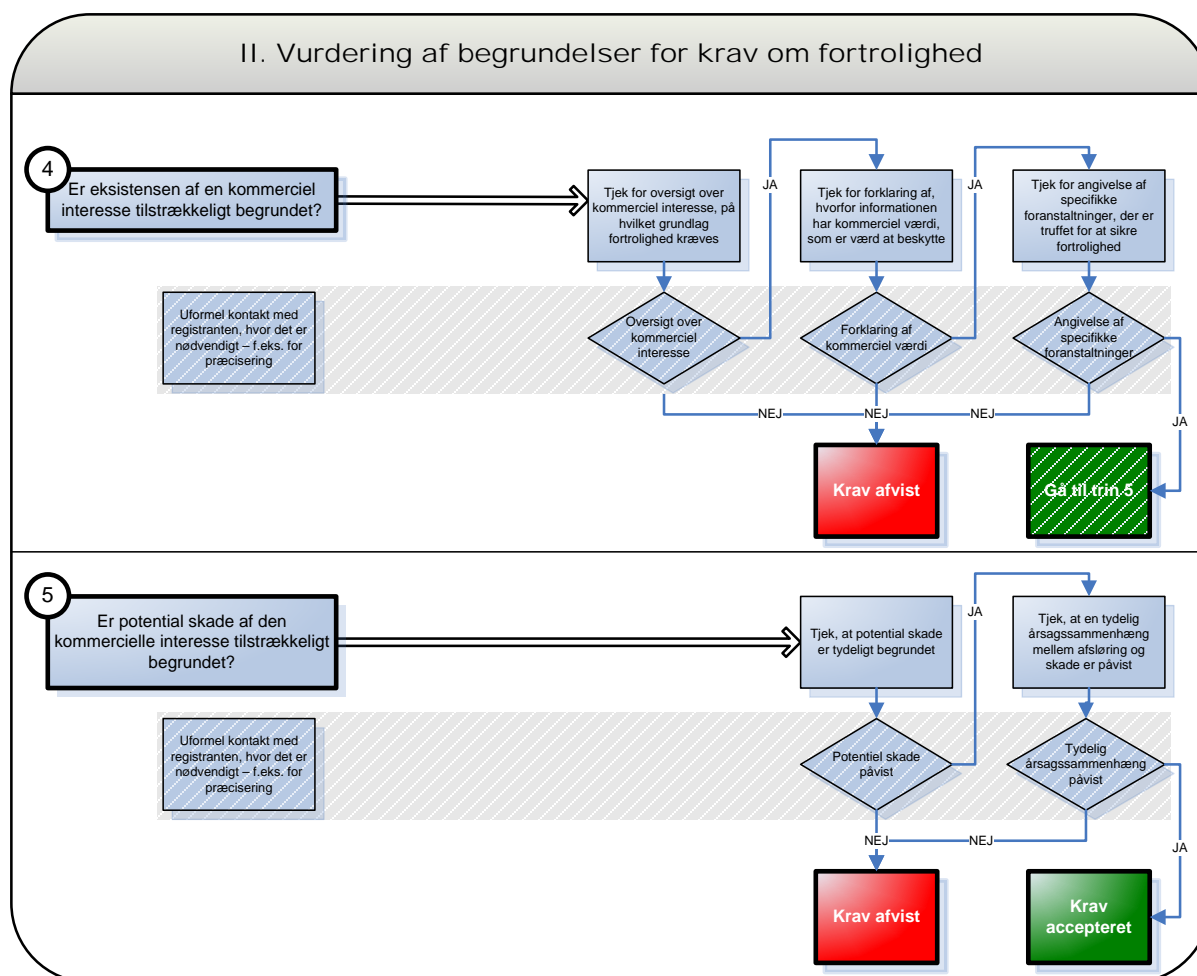 II. Vurdering af begrundelser for krav om fortrolighed
4
Er eksistensen af en kommerciel
interesse tilstrækkeligt begrundet?
Tjek for oversigt over
kommerciel interesse, på
hvilket grundlag
fortrolighed kræves
JA
Tjek for forklaring af,
hvorfor informationen
har kommerciel værdi,
som er værd at beskytte
JA
Tjek for angivelse af
specifikke
foranstaltninger, der er
truffet for at sikre
fortrolighed
Uformel kontakt med
registranten, hvor det er
nødvendigt – f.eks. for
præcisering
Oversigt over
kommerciel
interesse
Forklaring af
kommerciel værdi
Angivelse af
specifikke
foranstaltninger
NEJ
NEJ
NEJ
JA
Krav afvist
Gå til trin 5
5
Er potential skade af den
kommercielle interesse tilstrækkeligt
begrundet?
Tjek, at potential skade
er tydeligt begrundet
JA
Tjek, at en tydelig
årsagssammenhæng
mellem afsløring og
skade er påvist
Uformel kontakt med
registranten, hvor det er
nødvendigt – f.eks. for
præcisering
Potentiel skade
påvist
Tydelig
årsagssammenhæng
påvist
NEJ
NEJ
JA
Krav afvist
Krav
accepteret